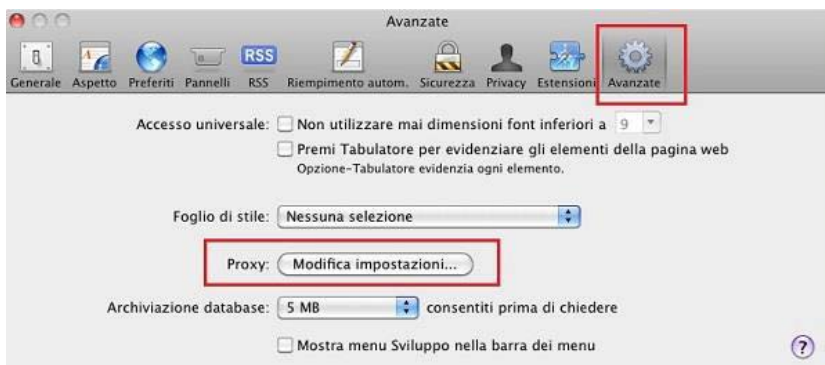 Avanzate
RSS
Generale Aspetto Preferiti Pannelli RSS Riempimento autom. Sicurezza Privacy Estensioni Avanzate
Accesso universale: Non utilizzare mai dimensioni font inferiori a 9
Premi Tabulatore per evidenziare gli elementi della pagina web
Opzione-Tabulatore evidenzia ogni elemento.
Foglio di stile: Nessuna selezione
Proxy: Modifica impostazioni...
Archiviazione database: 5 MB consentiti prima di chiedere
Mostra menu Sviluppo nella barra dei menu
?